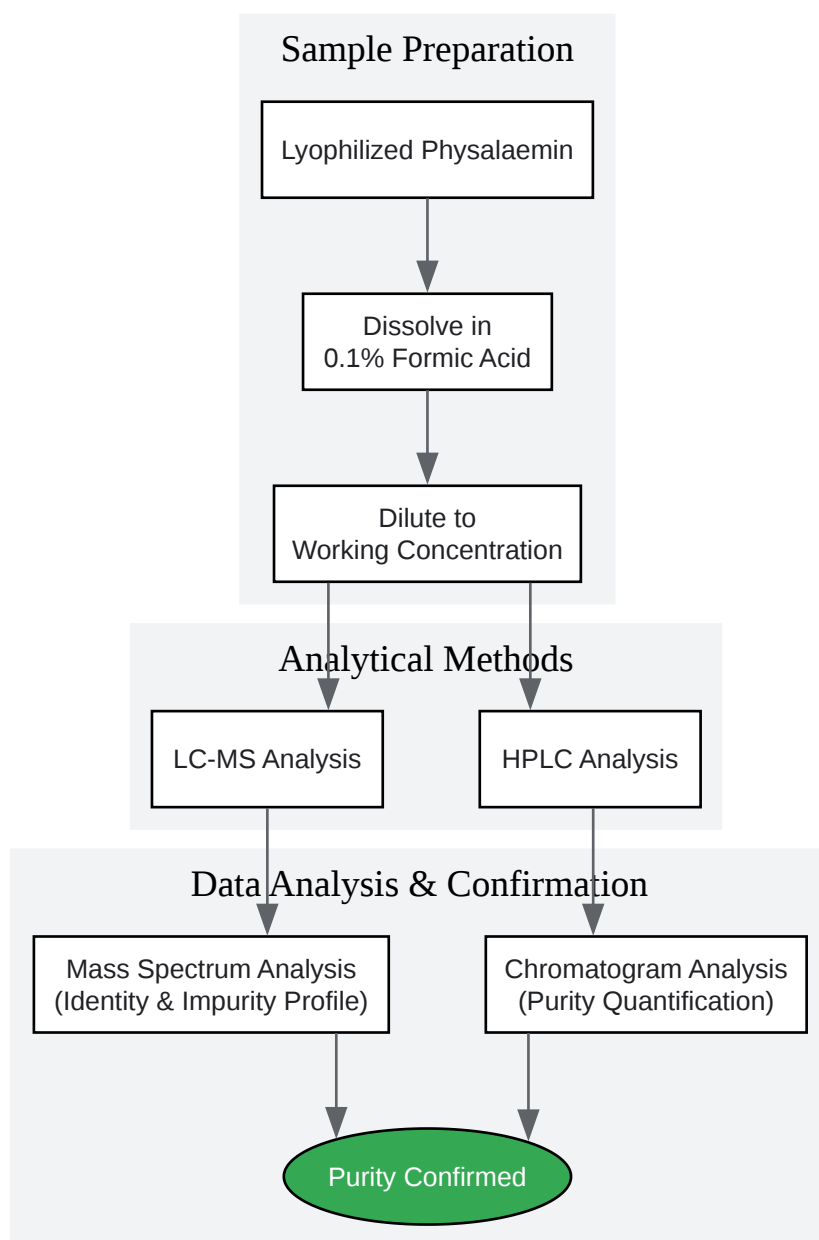 Sample Preparation
Lyophilized Physalaemin
Dissolve in
0.1% Formic Acid
Dilute to
Working Concentration
Analytical Methods
LC-MS Analysis
HPLC Analysis
Data Analysis & Confirmation
Mass Spectrum Analysis
(Identity & Impurity Profile)
Chromatogram Analysis
(Purity Quantification)
Purity Confirmed